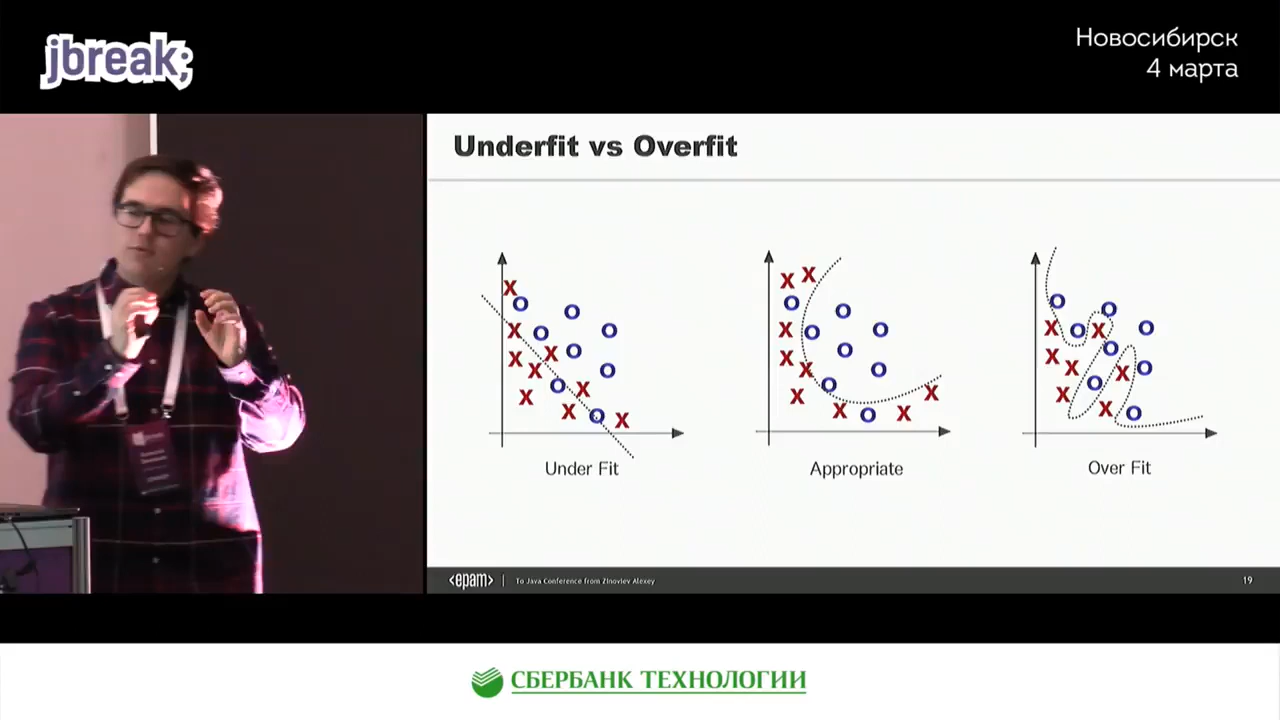 jbreak;
Новосибирск
4 марта
Underfit vs Overfit
Under Fit
Appropriate
Over Fit
<epam>
To Java Conference from Zinoviev Alexey
19
СБЕРБАНК ТЕХНОЛОГИИ